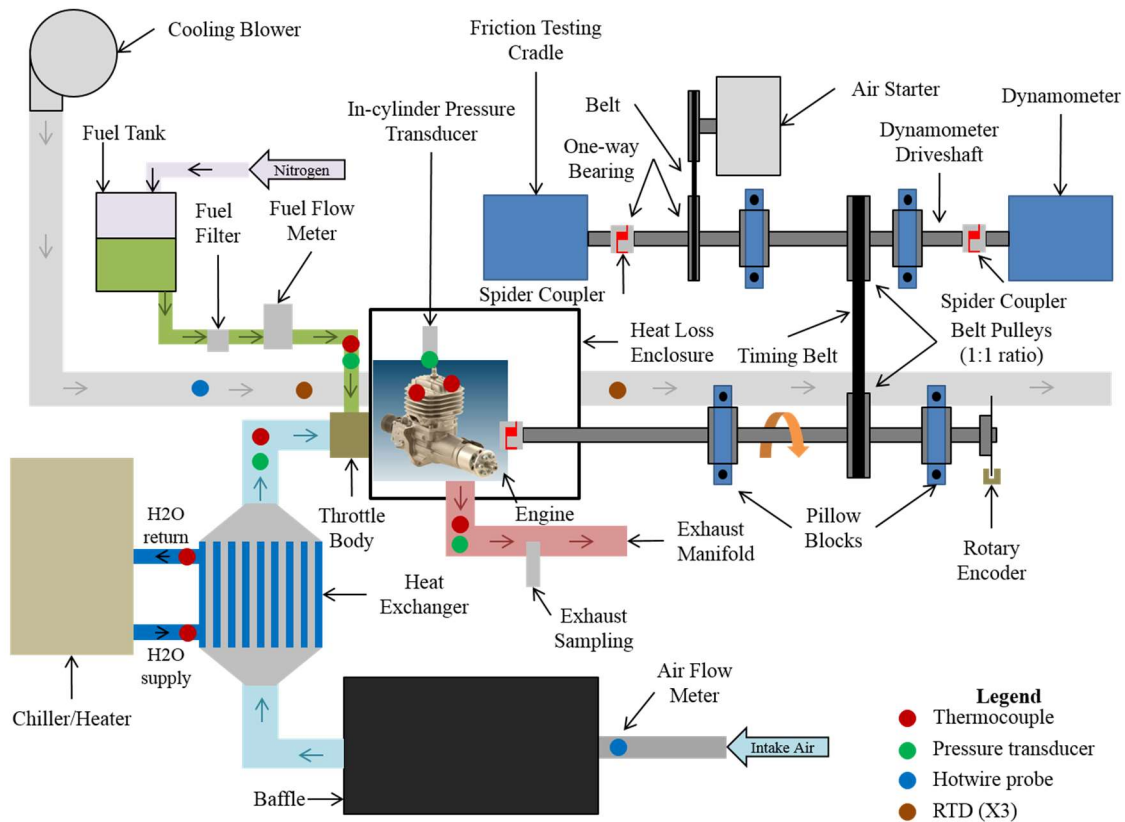 Cooling Blower
Friction Testing
Cradle
In-cylinder Pressure
Transducer
Belt
Air Starter
Dynamometer
Fuel Tank
One-way
Bearing
Dynamometer
Driveshaft
Nitrogen
Fuel
Filter
Fuel Flow
Meter
Spider Coupler
Spider Coupler
Heat Loss
Enclosure
Timing Belt
Belt Pulleys
(1:1 ratio)
H2O
return
Throttle
Body
Engine
Exhaust
Manifold
Pillow
Blocks
Rotary
Encoder
Heat
Exchanger
Exhaust
Sampling
H2O
supply
Chiller/Heater
Air Flow
Meter
Intake Air
Baffle
Legend
Thermocouple
Pressure transducer
Hotwire probe
RTD (X3)